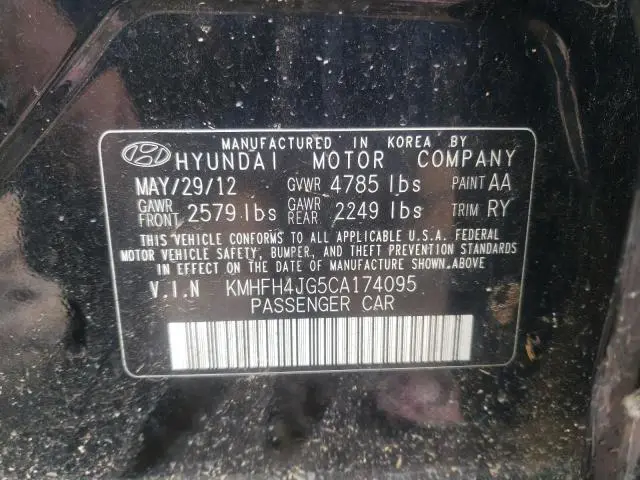 MANUFACTURED IN KOREA BY
HYUNDAI MOTOR COMPANY
MAY/29/12 GVWR 4785 lbs PAINT AA
GAWR FRONT 2579 lbs GAWR REAR 2249 lbs TRIM RY
THIS VEHICLE CONFORMS TO ALL APPLICABLE U.S.A. FEDERAL
MOTOR VEHICLE SAFETY, BUMPER, AND THEFT PREVENTION STANDARDS
IN EFFECT ON THE DATE OF MANUFACTURE SHOWN ABOVE.
V.I.N KMHFH4JG5CA174095
PASSENGER CAR